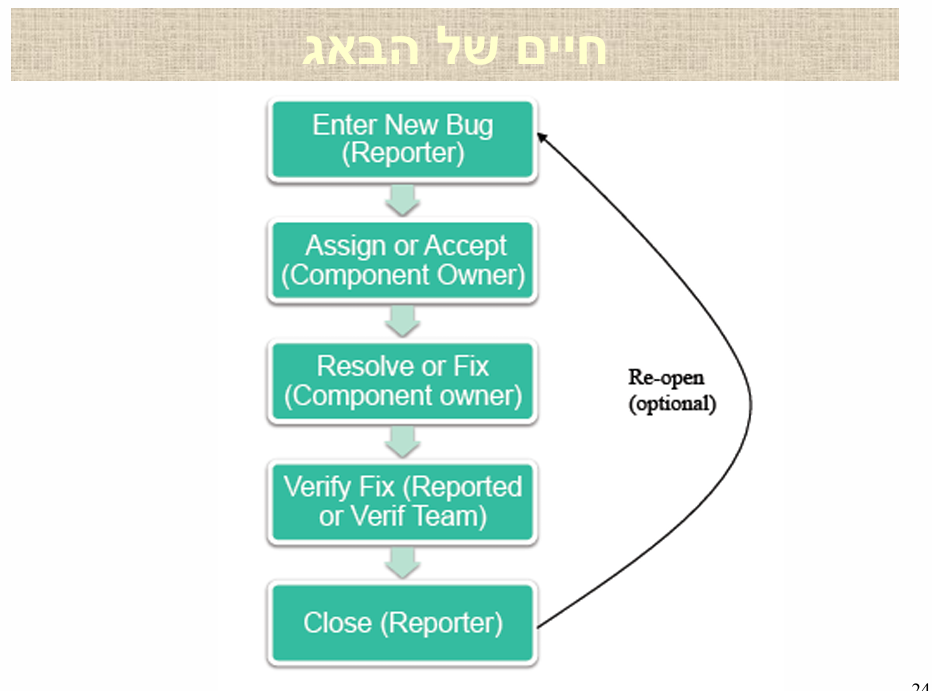 חיים של הבאג
Enter New Bug
(Reporter)
Assign or Accept
(Component Owner)
Resolve or Fix
(Component owner)
Re-open
(optional)
Verify Fix (Reported
or Verif Team)
Close (Reporter)
24